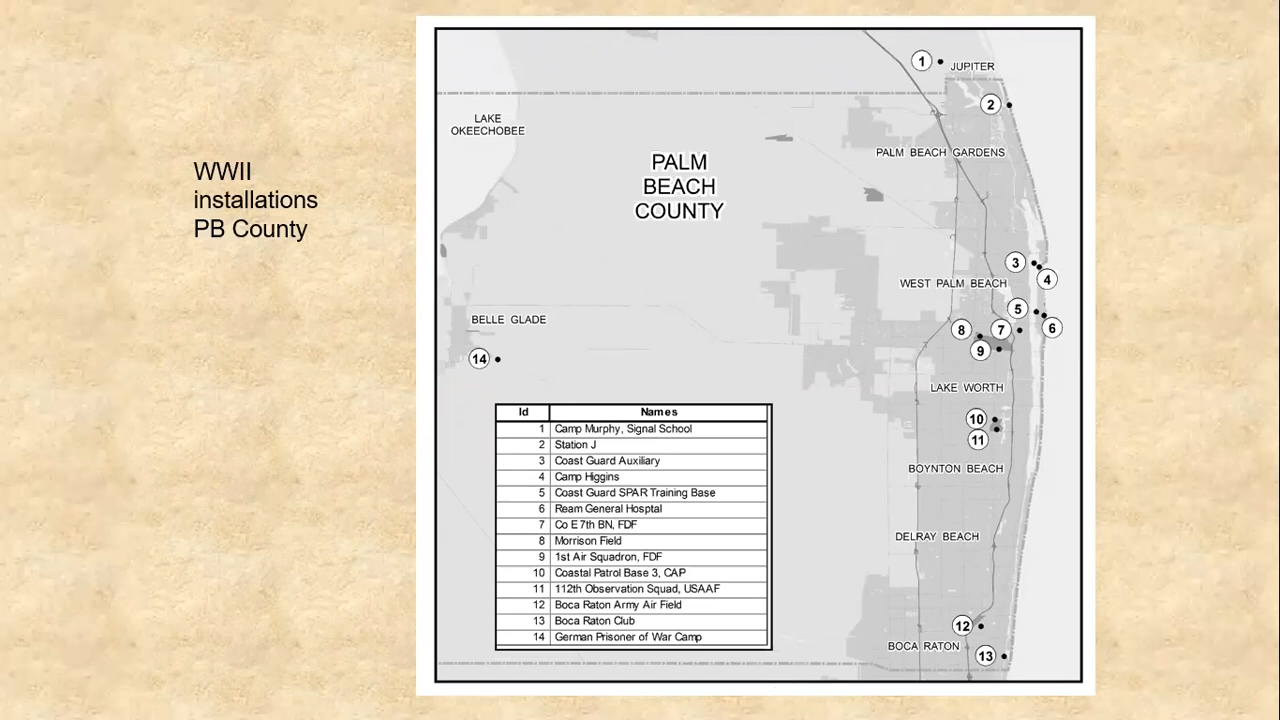 WWII
installations
PB County
1
JUPITER
2
LAKE
OKEECHOBEE
PALM BEACH GARDENS
PALM
BEACH
COUNTY
3
4
WEST PALM BEACH
5
6
7
8
9
BELLE GLADE
14
LAKE WORTH
10
11
BOYNTON BEACH
DELRAY BEACH
12
BOCA RATON
13
Id Names
1 Camp Murphy, Signal School
2 Station J
3 Coast Guard Auxiliary
4 Camp Higgins
5 Coast Guard SPAR Training Base
6 Ream General Hosptal
7 Co E 7th BN, FDF
8 Morrison Field
9 1st Air Squadron, FDF
10 Coastal Patrol Base 3, CAP
11 112th Observation Squad, USAAF
12 Boca Raton Army Air Field
13 Boca Raton Club
14 German Prisoner of War Camp